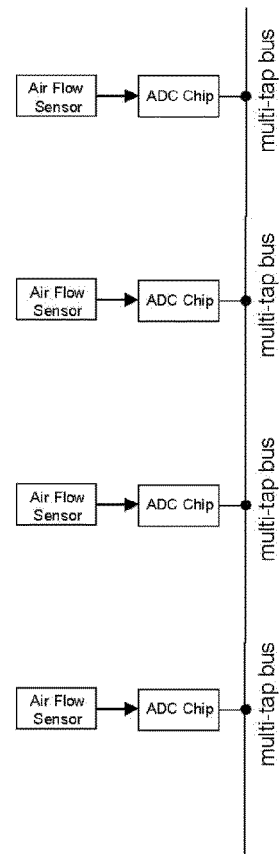 Air Flow
Sensor
ADC Chip
multi-tap bus
Air Flow
Sensor
ADC Chip
multi-tap bus
Air Flow
Sensor
ADC Chip
multi-tap bus
Air Flow
Sensor
ADC Chip
multi-tap bus